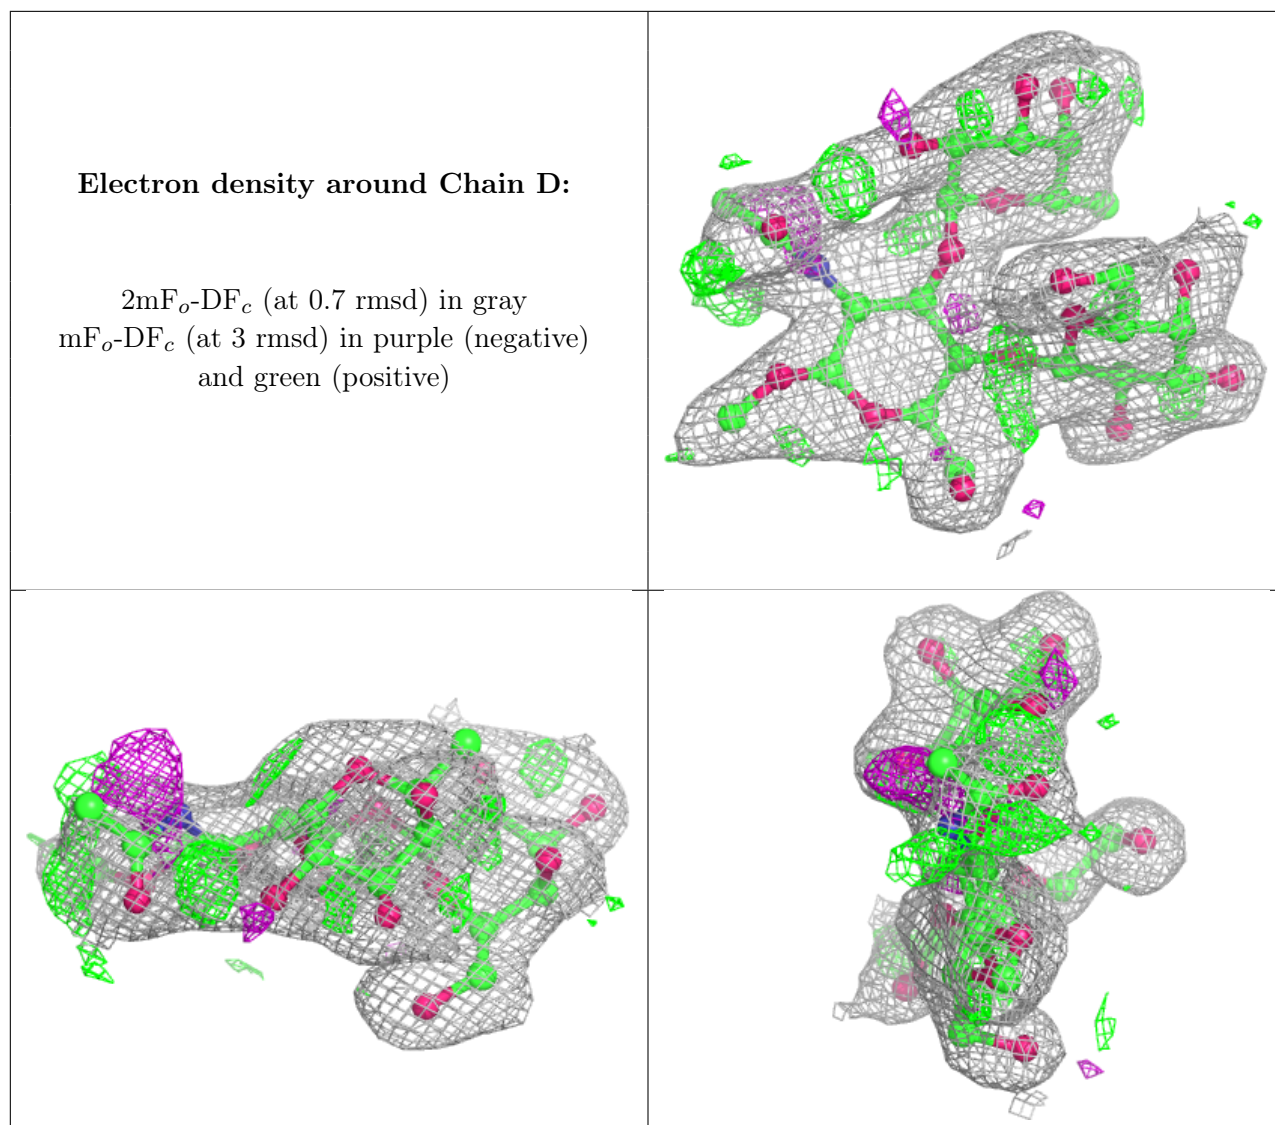 Electron density around Chain D:
2mFₒ-DF𝒸 (at 0.7 rmsd) in gray
mFₒ-DF𝒸 (at 3 rmsd) in purple (negative)
and green (positive)